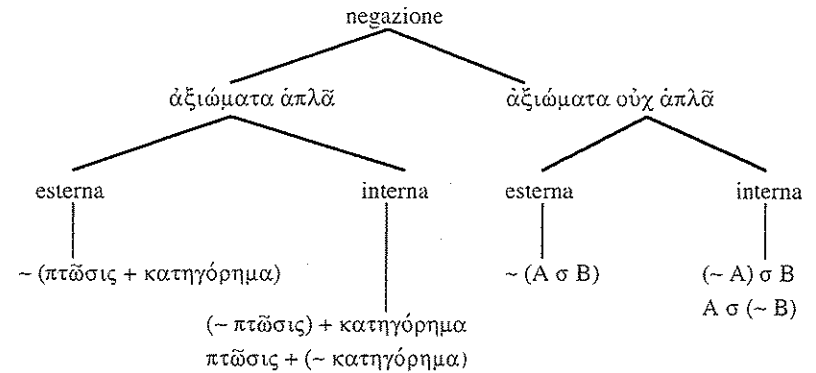 negazione
ἀξιώματα ἁπλᾶ ἀξιώματα οὐχ ἁπλᾶ
esterna interna esterna interna
~ (πτῶσις + κατηγόρημα) ~ (A σ B) (~ A) σ B
A σ (~ B)
(~ πτῶσις) + κατηγόρημα
πτῶσις + (~ κατηγόρημα)